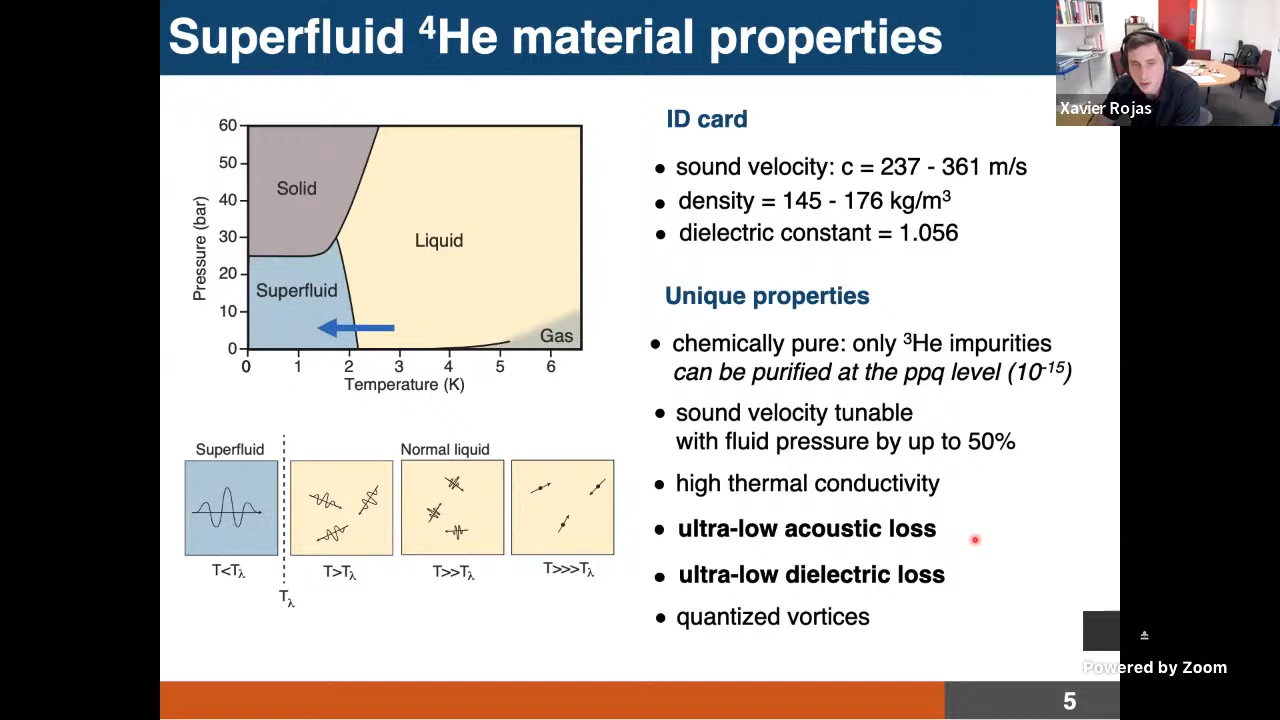 Superfluid ⁴He material properties
Xavier Rojas
60
50
40
30
20
10
0
Pressure (bar)
Solid
Liquid
Superfluid
Gas
0 1 2 3 4 5 6
Temperature (K)
Superfluid
Normal liquid
T<Tλ
T>Tλ
T>>Tλ
T>>>Tλ
Tλ
ID card
• sound velocity: c = 237 - 361 m/s
• density = 145 - 176 kg/m³
• dielectric constant = 1.056
Unique properties
• chemically pure: only ³He impurities
can be purified at the ppq level (10⁻¹⁵)
• sound velocity tunable
with fluid pressure by up to 50%
• high thermal conductivity
• ultra-low acoustic loss
• ultra-low dielectric loss
• quantized vortices
Powered by Zoom
5